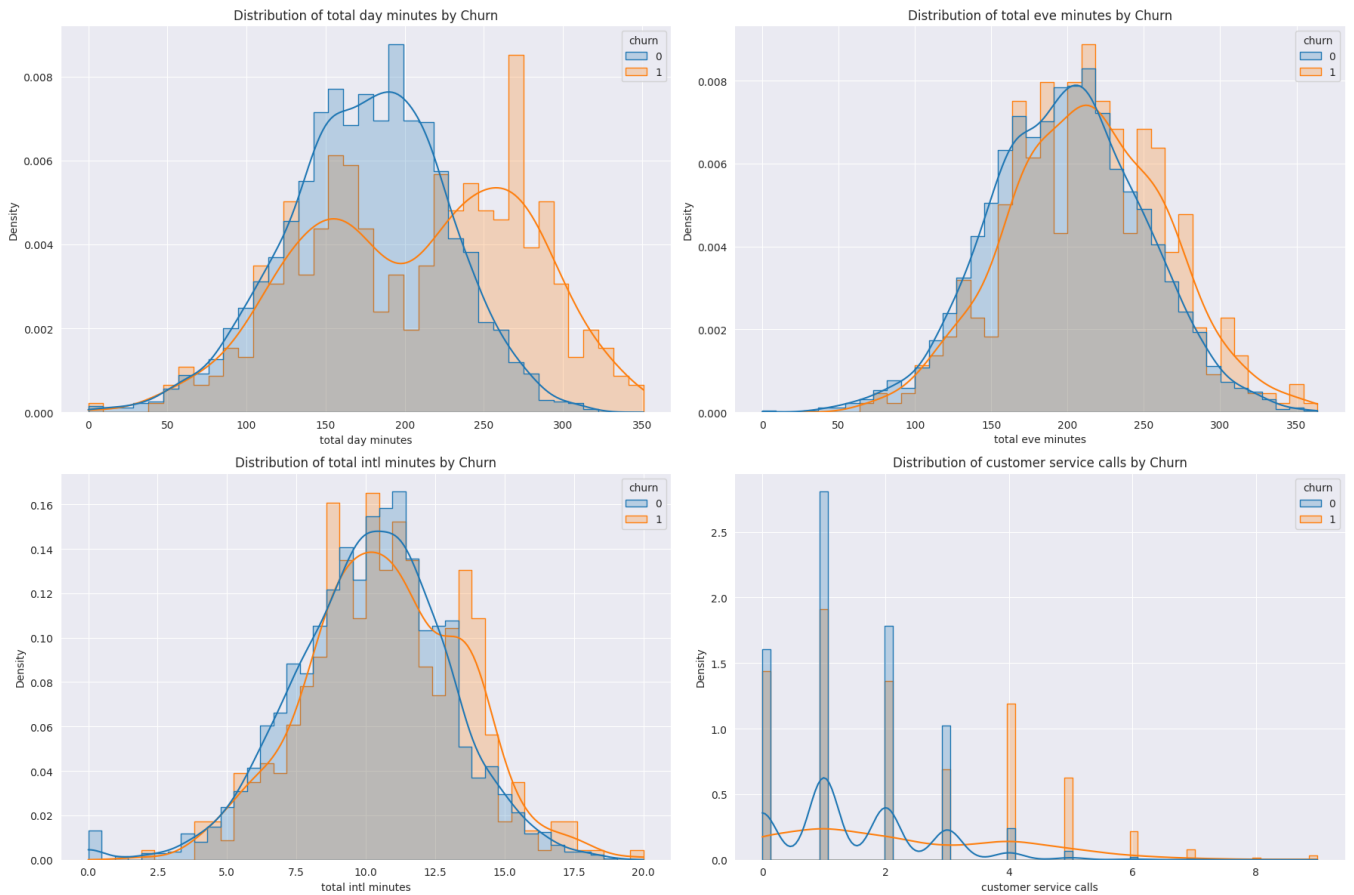 Distribution of total day minutes by Churn
churn
0
1
0.008
0.006
0.004
0.002
0.000
Density
0 50 100 150 200 250 300 350
total day minutes
Distribution of total eve minutes by Churn
churn
0
1
0.008
0.006
0.004
0.002
0.000
Density
0 50 100 150 200 250 300 350
total eve minutes
Distribution of total intl minutes by Churn
churn
0
1
0.16
0.14
0.12
0.10
0.08
0.06
0.04
0.02
0.00
Density
0.0 2.5 5.0 7.5 10.0 12.5 15.0 17.5 20.0
total intl minutes
Distribution of customer service calls by Churn
churn
0
1
2.5
2.0
1.5
1.0
0.5
0.0
Density
0 2 4 6 8
customer service calls